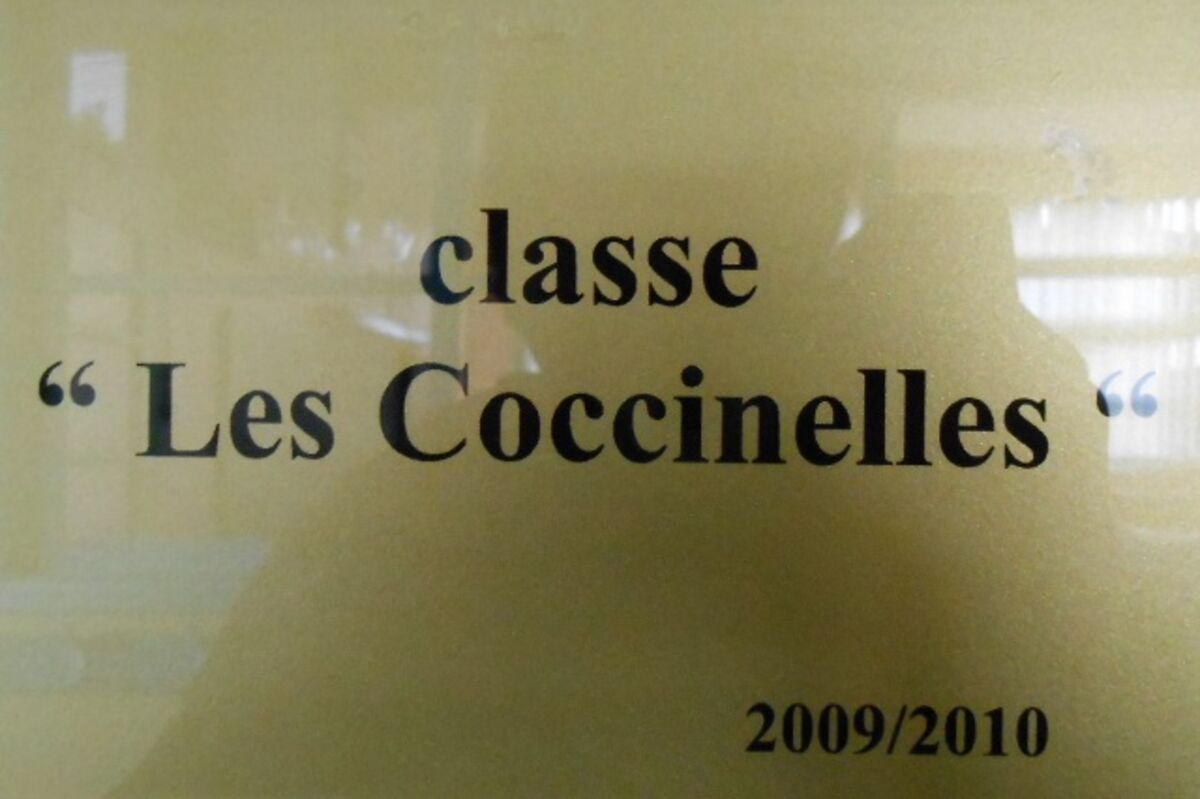 classe
“ Les Coccinelles “
2009/2010